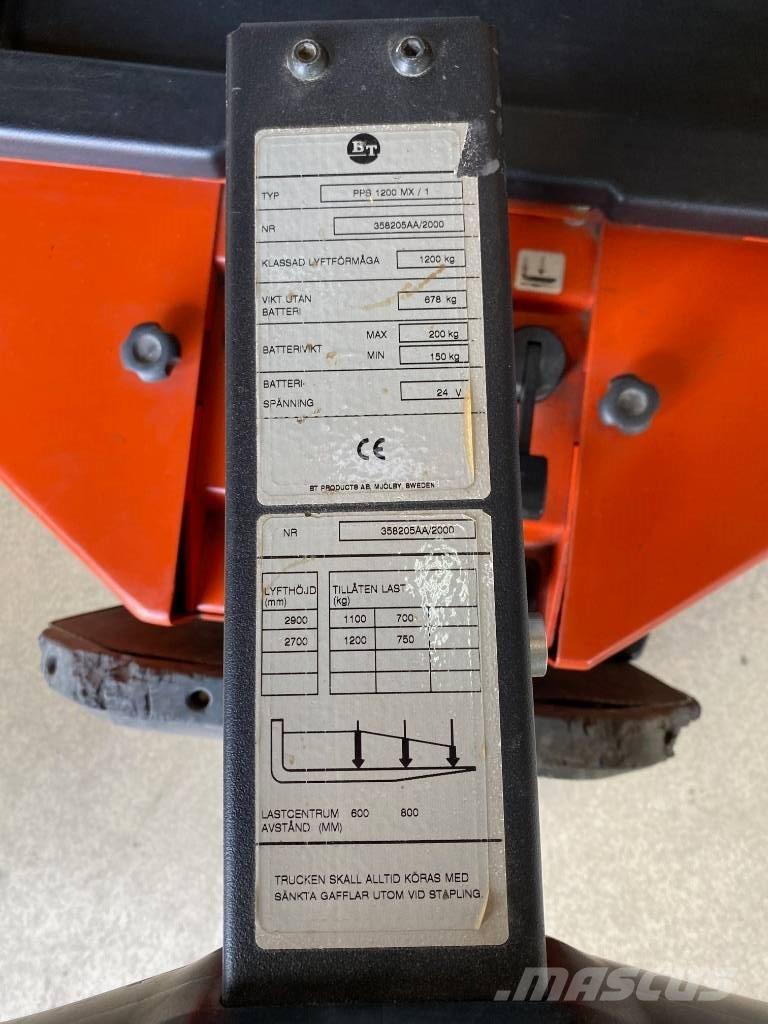 BT
TYP PPS 1200 MX / 1
NR 358205AA/2000
KLASSAD LYFTFÖRMÅGA 1200 kg
VIKT UTAN BATTERI 678 kg
BATTERIVIKT MAX 200 kg
MIN 150 kg
BATTERI-
SPÄNNING 24 V
CE
BT PRODUCTS AB, MJÖLBY, SWEDEN
NR 358205AA/2000
LYFTHÖJD (mm) TILLÅTEN LAST (kg)
2900 1100 700
2700 1200 750
LASTCENTRUM 600 800
AVSTÅND (MM)
TRUCKEN SKALL ALLTID KÖRAS MED
SÄNKTA GAFFLAR UTOM VID STAPLING.
MASCUS